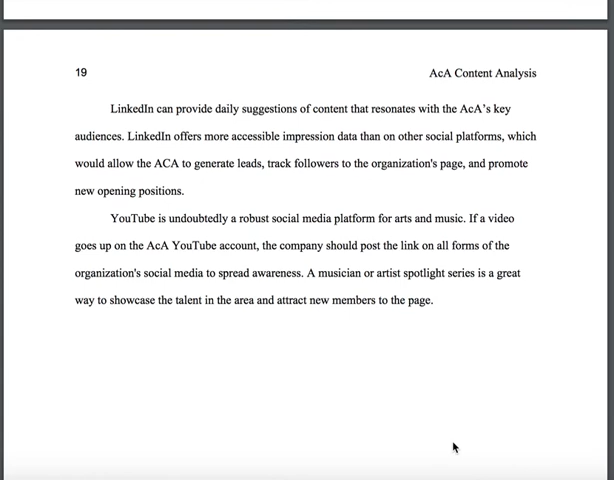 19 AcA Content Analysis
LinkedIn can provide daily suggestions of content that resonates with the AcA's key
audiences. LinkedIn offers more accessible impression data than on other social platforms, which
would allow the ACA to generate leads, track followers to the organization's page, and promote
new opening positions.
YouTube is undoubtedly a robust social media platform for arts and music. If a video
goes up on the AcA YouTube account, the company should post the link on all forms of the
organization's social media to spread awareness. A musician or artist spotlight series is a great
way to showcase the talent in the area and attract new members to the page.